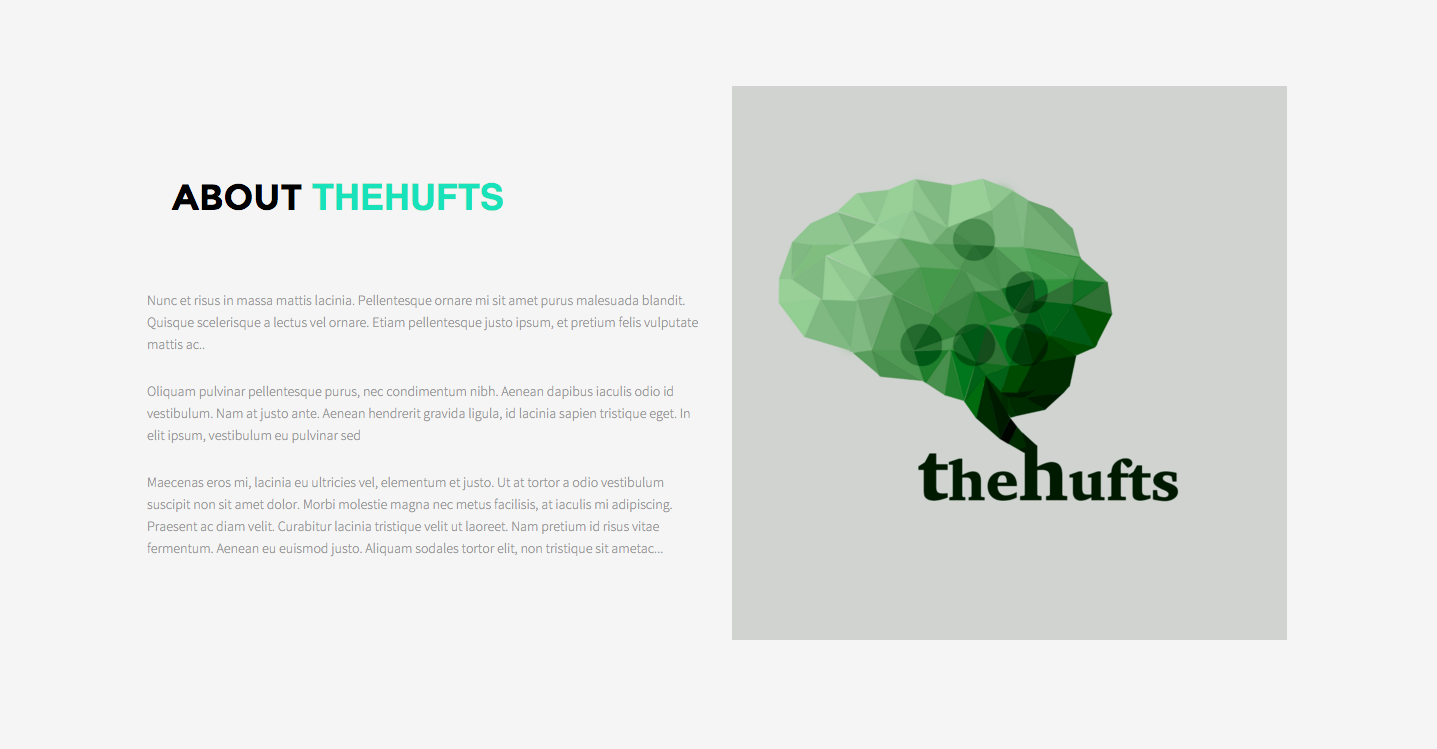 ABOUT THEHUFTS
Nunc et risus in massa mattis lacinia. Pellentesque ornare mi sit amet purus malesuada blandit.
Quisque scelerisque a lectus vel ornare. Etiam pellentesque justo ipsum, et pretium felis vulputate
mattis ac..
Oliquam pulvinar pellentesque purus, nec condimentum nibh. Aenean dapibus iaculis odio id
vestibulum. Nam at justo ante. Aenean hendrerit gravida ligula, id lacinia sapien tristique eget. In
elit ipsum, vestibulum eu pulvinar sed
Maecenas eros mi, lacinia eu ultricies vel, elementum et justo. Ut at tortor a odio vestibulum
suscipit non sit amet dolor. Morbi molestie magna nec metus facilisis, at iaculis mi adipiscing.
Praesent ac diam velit. Curabitur lacinia tristique velit ut laoreet. Nam pretium id risus vitae
fermentum. Aenean eu euismod justo. Aliquam sodales tortor elit, non tristique sit ametac...
thehufts